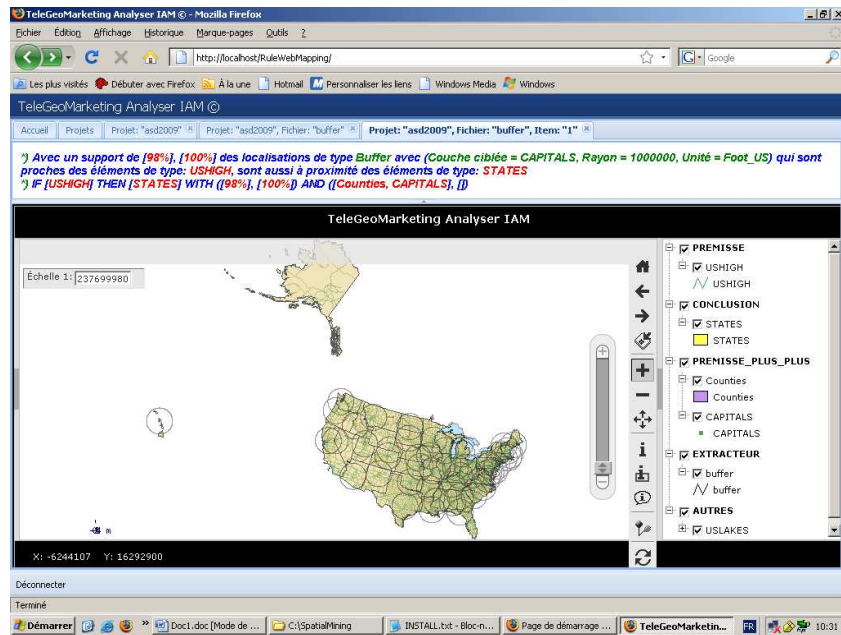 TeleGeoMarketing Analyser IAM © - Mozilla Firefox
Fichier Édition Affichage Historique Marque-pages Outils ?
http://localhost/RuleWebMapping/
G Google
Les plus visités Débuter avec Firefox À la une Hotmail Personnaliser les liens Windows Media Windows
TeleGeoMarketing Analyser IAM ©
Accueil Projets Projet: "asd2009" Projet: "asd2009", Fichier: "buffer" Projet: "asd2009", Fichier: "buffer", Item: "1"
*) Avec un support de [98%], [100%] des localisations de type Buffer avec (Couche ciblée = CAPITALS, Rayon = 1000000, Unité = Foot_US) qui sont
proches des éléments de type: USHIGH, sont aussi à proximité des éléments de type: STATES
*) IF [USHIGH] THEN [STATES] WITH ([98%], [100%]) AND ([Counties, CAPITALS], [])
TeleGeoMarketing Analyser IAM
Échelle 1: 237699980
PREMISSE
USHIGH
USHIGH
CONCLUSION
STATES
STATES
PREMISSE_PLUS_PLUS
Counties
Counties
CAPITALS
CAPITALS
EXTRACTEUR
buffer
buffer
AUTRES
USLAKES
X: -6244107 Y: 16292900
Déconnecter
Terminé
Démarrer » Doc1.doc [Mode de ... C:\SpatialMining INSTALL.txt - Bloc-n... Page de démarrage ... TeleGeoMarketin... FR 10:31